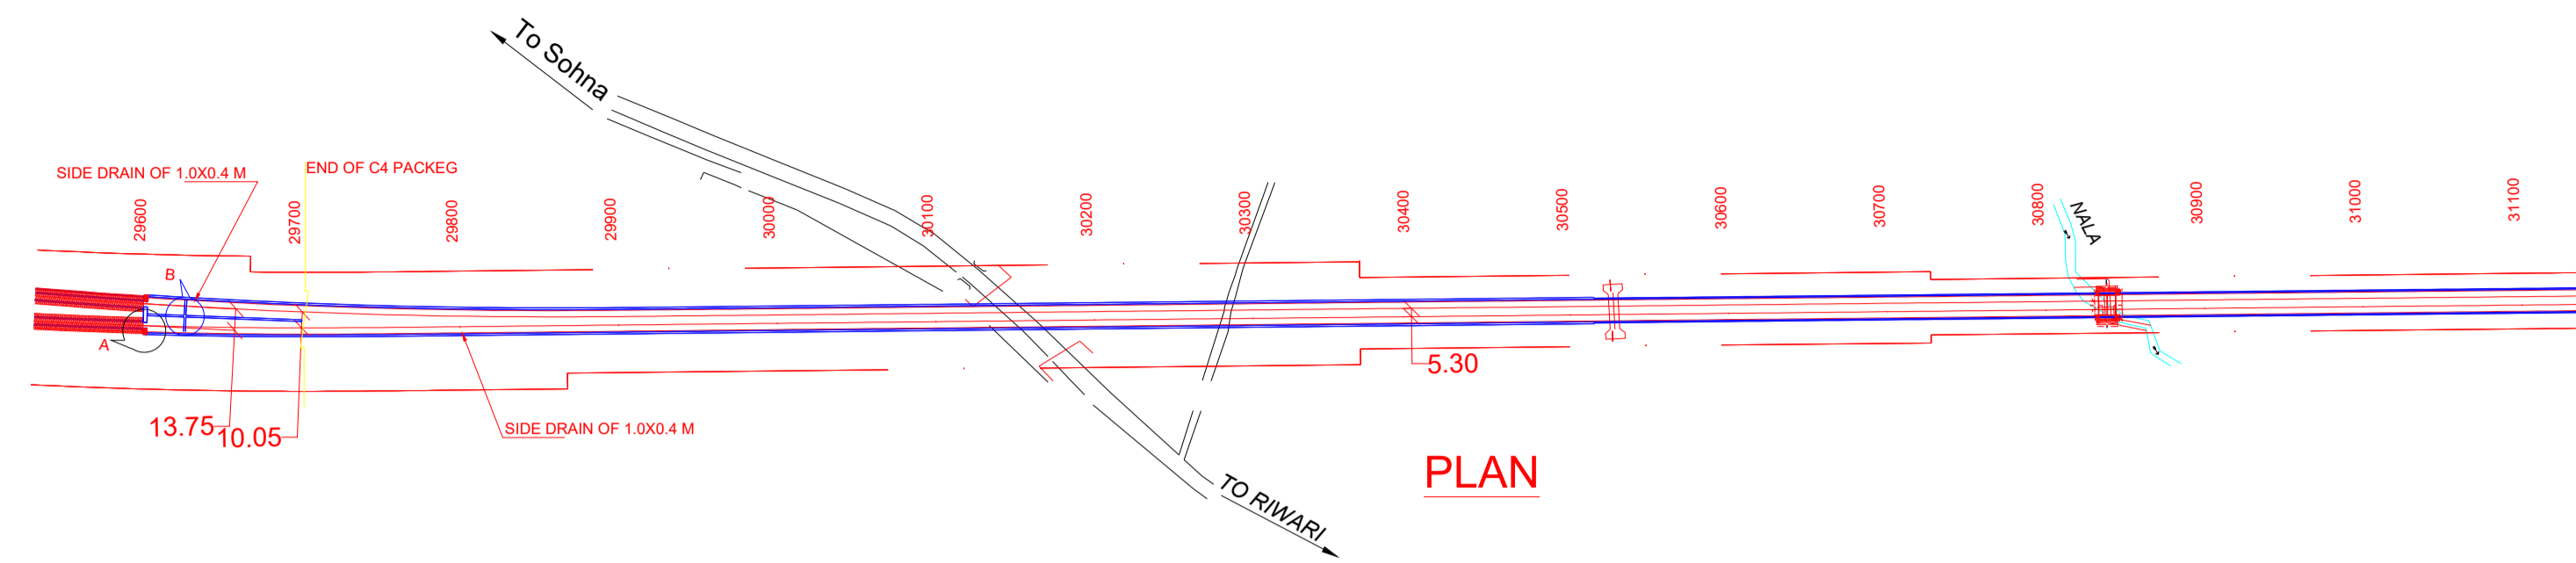 To Sohna
SIDE DRAIN OF 1.0X0.4 M
END OF C4 PACKEG
29600
29700
29800
29900
30000
30100
30200
30300
30400
30500
30600
30700
30800
NALA
30900
31000
31100
B
A
5.30
13.75
10.05
SIDE DRAIN OF 1.0X0.4 M
PLAN
TO RIWARI